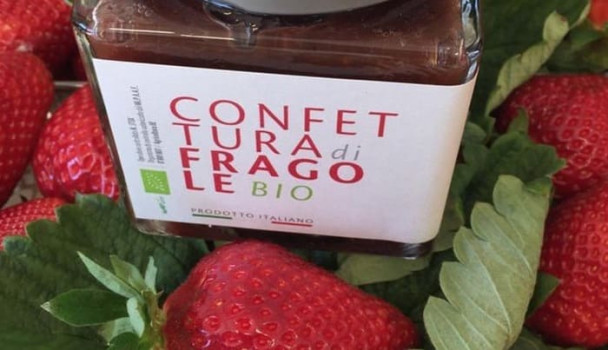 CONFET
TURA di
FRAGO
LE BIO
PRODOTTO ITALIANO